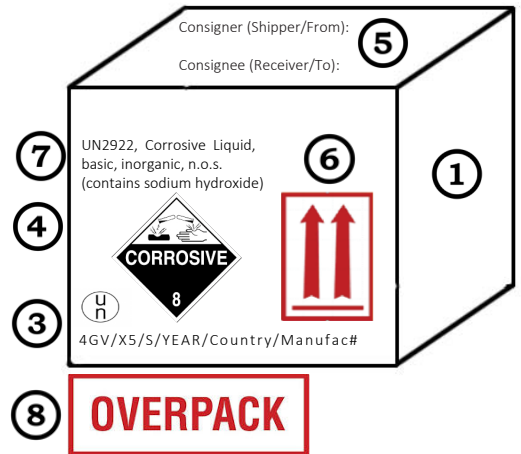 Consigner (Shipper/From):
5
Consignee (Receiver/To):
7
UN2922, Corrosive Liquid,
basic, inorganic, n.o.s.
(contains sodium hydroxide)
6
1
4
CORROSIVE
8
u
n
3
4GV/X5/S/YEAR/Country/Manufac#
8
OVERPACK